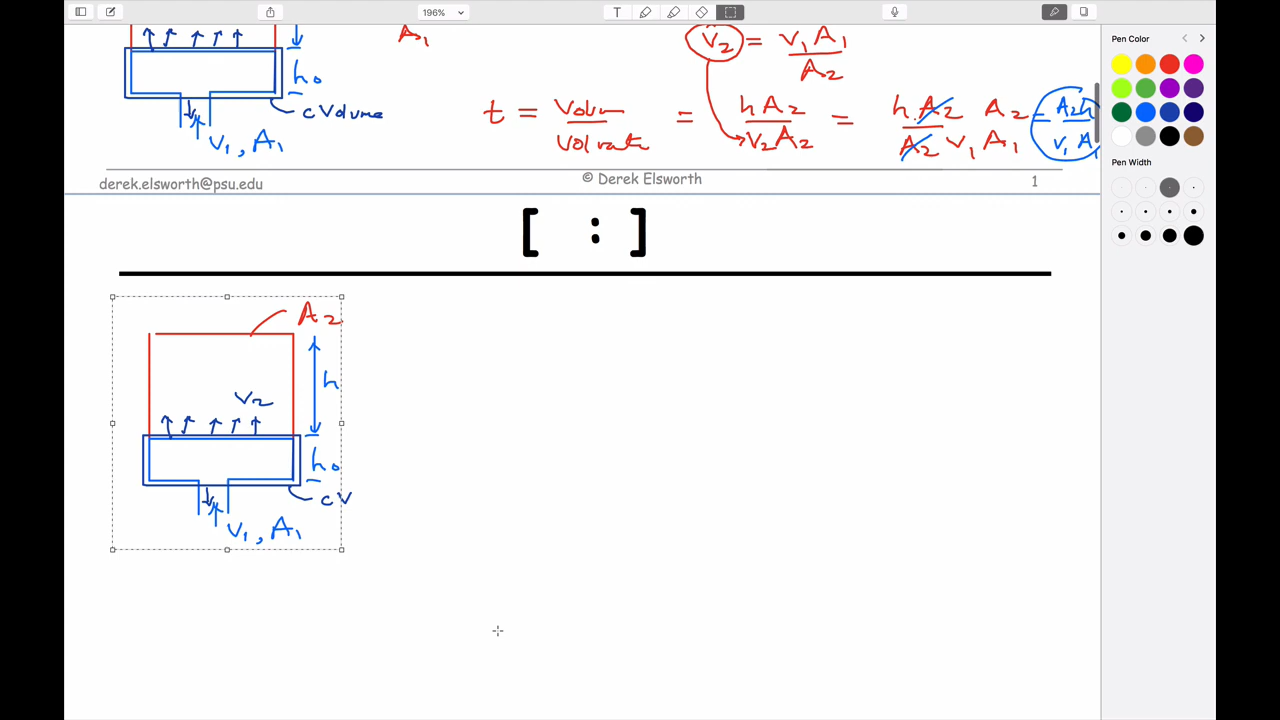 196%
T
Pen Color
A1
v2 = v1 A1 / A2
h0
cVolume
v1, A1
t = Volum / Vol rate = h A2 / v2 A2 = h A2 A2 / A2 v1 A1 = A2 h / v1 A1
Pen Width
derek.elsworth@psu.edu
© Derek Elsworth
1
[ : ]
A2
h
v2
h0
cV
v1, A1